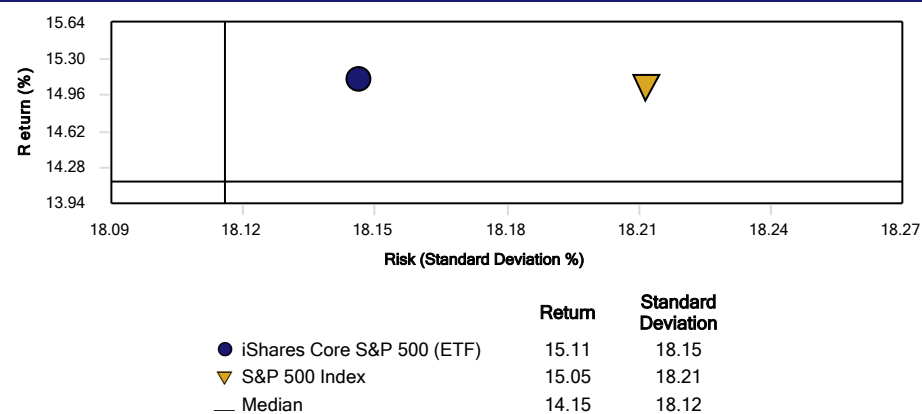 15.64
15.30
14.96
14.62
14.28
13.94
Return (%)
18.09 18.12 18.15 18.18 18.21 18.24 18.27
Risk (Standard Deviation %)
Return Standard Deviation
iShares Core S&P 500 (ETF) 15.11 18.15
S&P 500 Index 15.05 18.21
Median 14.15 18.12